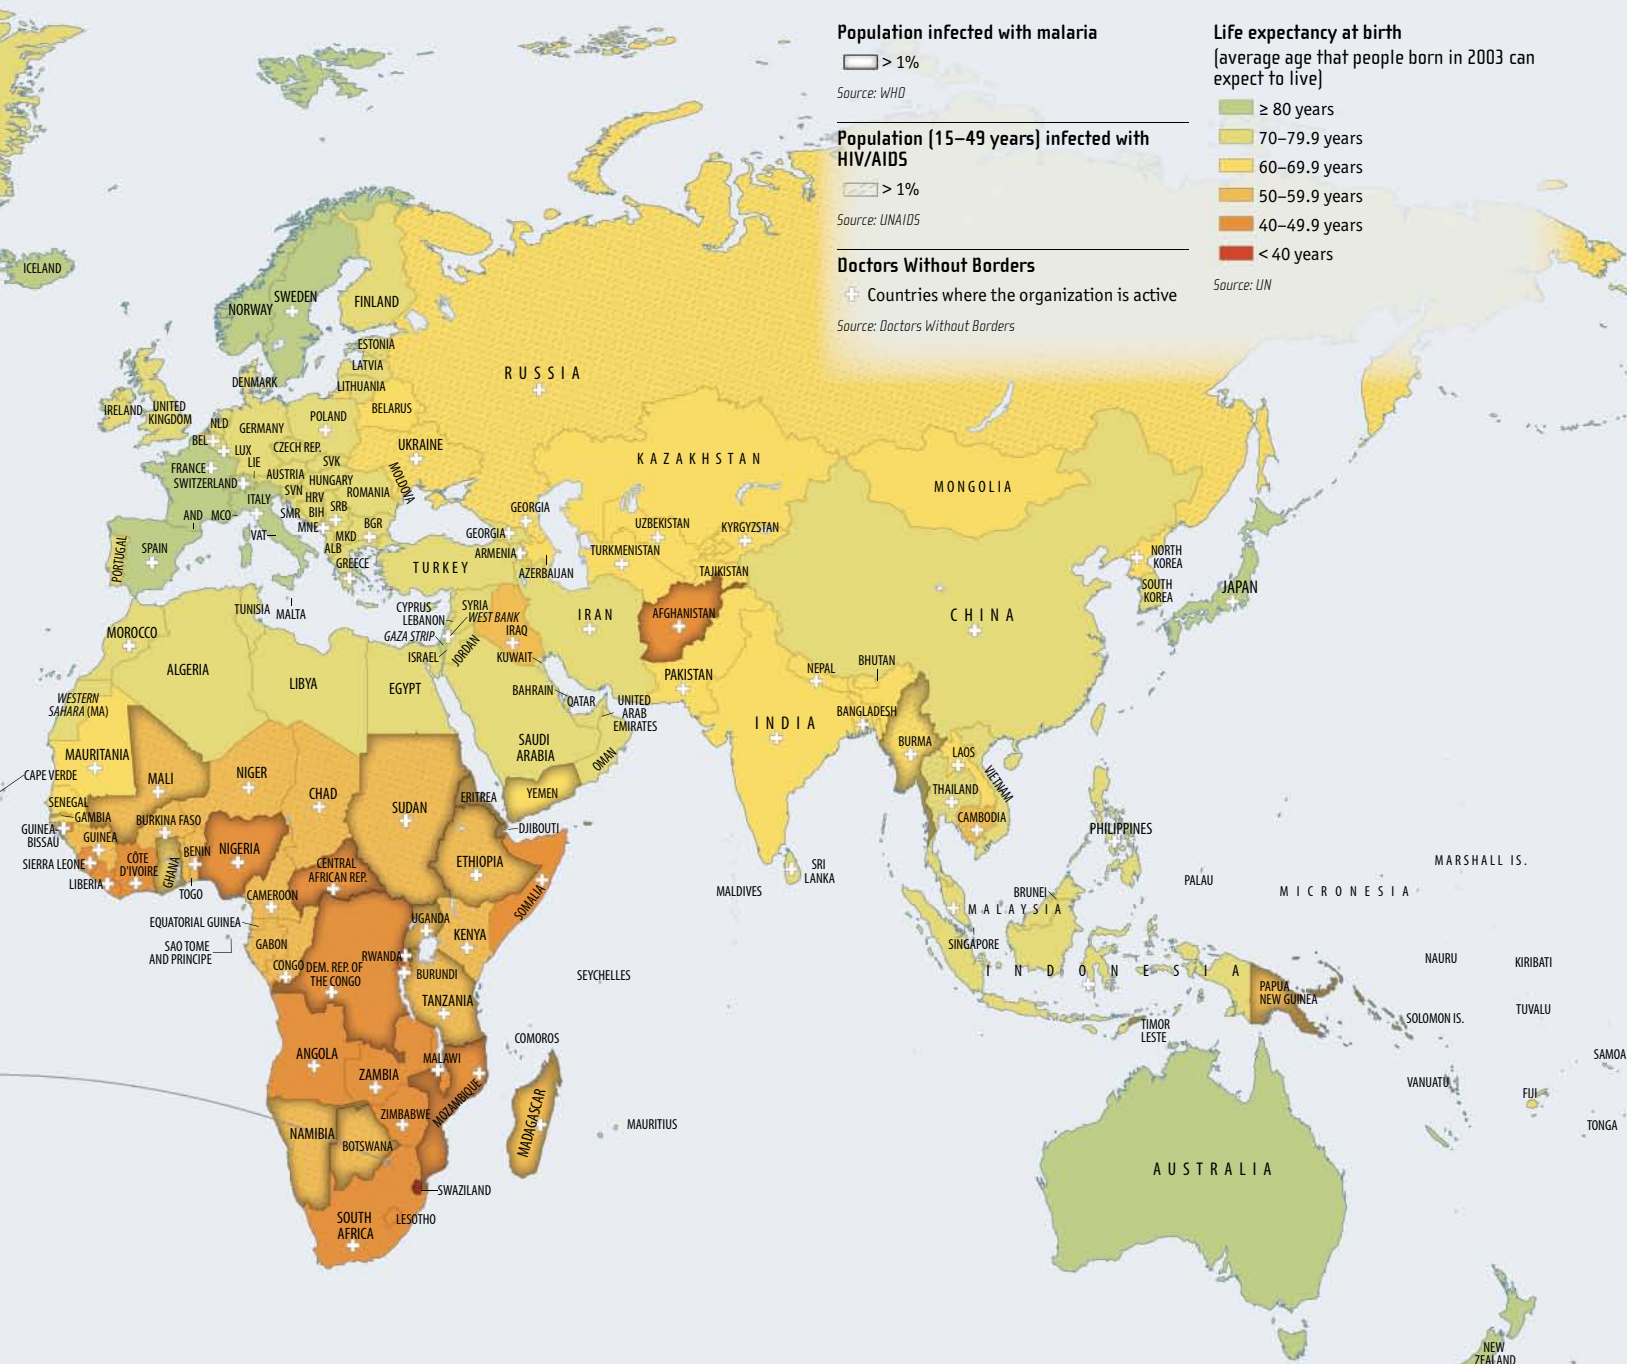 Population infected with malaria
> 1%
Source: WHO
Population (15–49 years) infected with
HIV/AIDS
> 1%
Source: UNAIDS
Doctors Without Borders
Countries where the organization is active
Source: Doctors Without Borders
Life expectancy at birth
(average age that people born in 2003 can
expect to live)
≥ 80 years
70–79.9 years
60–69.9 years
50–59.9 years
40–49.9 years
< 40 years
Source: UN
ICELAND
NORWAY
SWEDEN
FINLAND
ESTONIA
LATVIA
LITHUANIA
DENMARK
RUSSIA
IRELAND
UNITED
KINGDOM
NLD
BEL
LUX
LIE
GERMANY
POLAND
BELARUS
UKRAINE
CZECH REP.
SVK
FRANCE
SWITZERLAND
AUSTRIA
HUNGARY
MOLDOVA
ITALY
SVN
HRV
ROMANIA
AND
MCO
SMR
BIH
SRB
MNE
BGR
VAT
MKD
ALB
GREECE
PORTUGAL
SPAIN
GEORGIA
GEORGIA
ARMENIA
AZERBAIJAN
TURKEY
KAZAKHSTAN
MONGOLIA
UZBEKISTAN
KYRGYZSTAN
TURKMENISTAN
TAJIKISTAN
NORTH
KOREA
SOUTH
KOREA
JAPAN
CHINA
TUNISIA
MALTA
CYPRUS
LEBANON
SYRIA
WEST BANK
GAZA STRIP
ISRAEL
JORDAN
IRAQ
KUWAIT
IRAN
AFGHANISTAN
PAKISTAN
NEPAL
BHUTAN
BANGLADESH
INDIA
MOROCCO
ALGERIA
LIBYA
EGYPT
WESTERN
SAHARA (MA)
BAHRAIN
QATAR
UNITED
ARAB
EMIRATES
SAUDI
ARABIA
OMAN
YEMEN
BURMA
LAOS
VIETNAM
THAILAND
CAMBODIA
PHILIPPINES
MAURITANIA
CAPE VERDE
MALI
NIGER
CHAD
SUDAN
ERITREA
DJIBOUTI
SENEGAL
GAMBIA
GUINEA-
BISSAU
GUINEA
BURKINA FASO
SIERRA LEONE
LIBERIA
CÔTE
D'IVOIRE
GHANA
TOGO
BENIN
NIGERIA
CENTRAL
AFRICAN REP.
ETHIOPIA
SOMALIA
CAMEROON
EQUATORIAL GUINEA
SAO TOME
AND PRINCIPE
GABON
CONGO
DEM. REP. OF
THE CONGO
UGANDA
KENYA
RWANDA
BURUNDI
TANZANIA
SEYCHELLES
COMOROS
ANGOLA
ZAMBIA
MALAWI
MOZAMBIQUE
ZIMBABWE
NAMIBIA
BOTSWANA
MADAGASCAR
MAURITIUS
SWAZILAND
LESOTHO
SOUTH
AFRICA
MALDIVES
SRI
LANKA
BRUNEI
MALAYSIA
SINGAPORE
INDONESIA
TIMOR
LESTE
PAPUA
NEW GUINEA
PALAU
MICRONESIA
MARSHALL IS.
NAURU
KIRIBATI
SOLOMON IS.
TUVALU
SAMOA
VANUATU
FIJI
TONGA
AUSTRALIA
NEW
ZEALAND